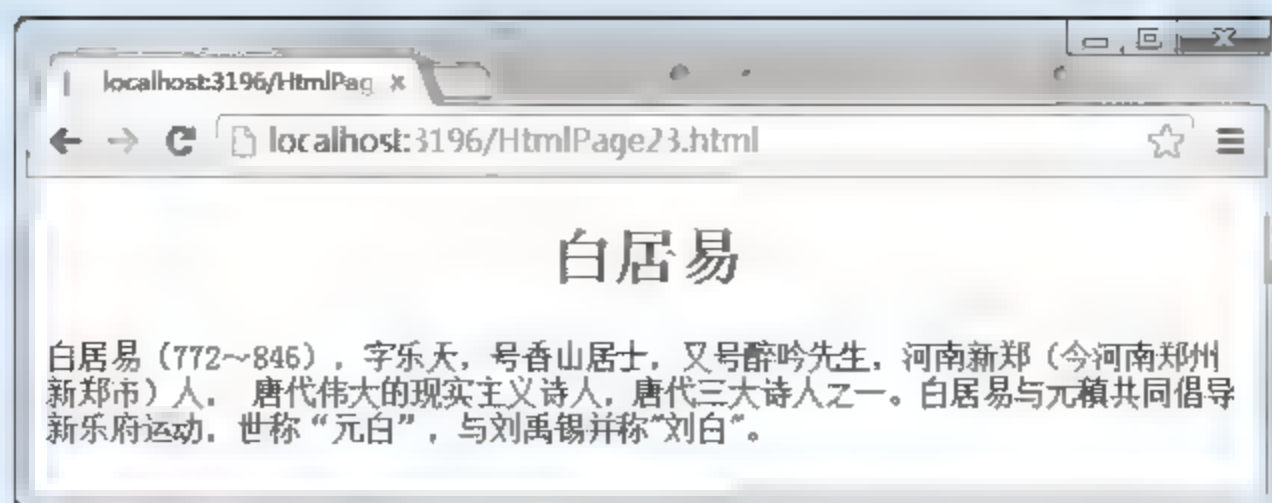 localhost:3196/HtmlPag ×
localhost:3196/HtmlPage23.html
白居易
白居易（772～846），字乐天，号香山居士，又号醉吟先生，河南新郑（今河南郑州
新郑市）人， 唐代伟大的现实主义诗人，唐代三大诗人之一。白居易与元稹共同倡导
新乐府运动，世称“元白”，与刘禹锡并称"刘白"。